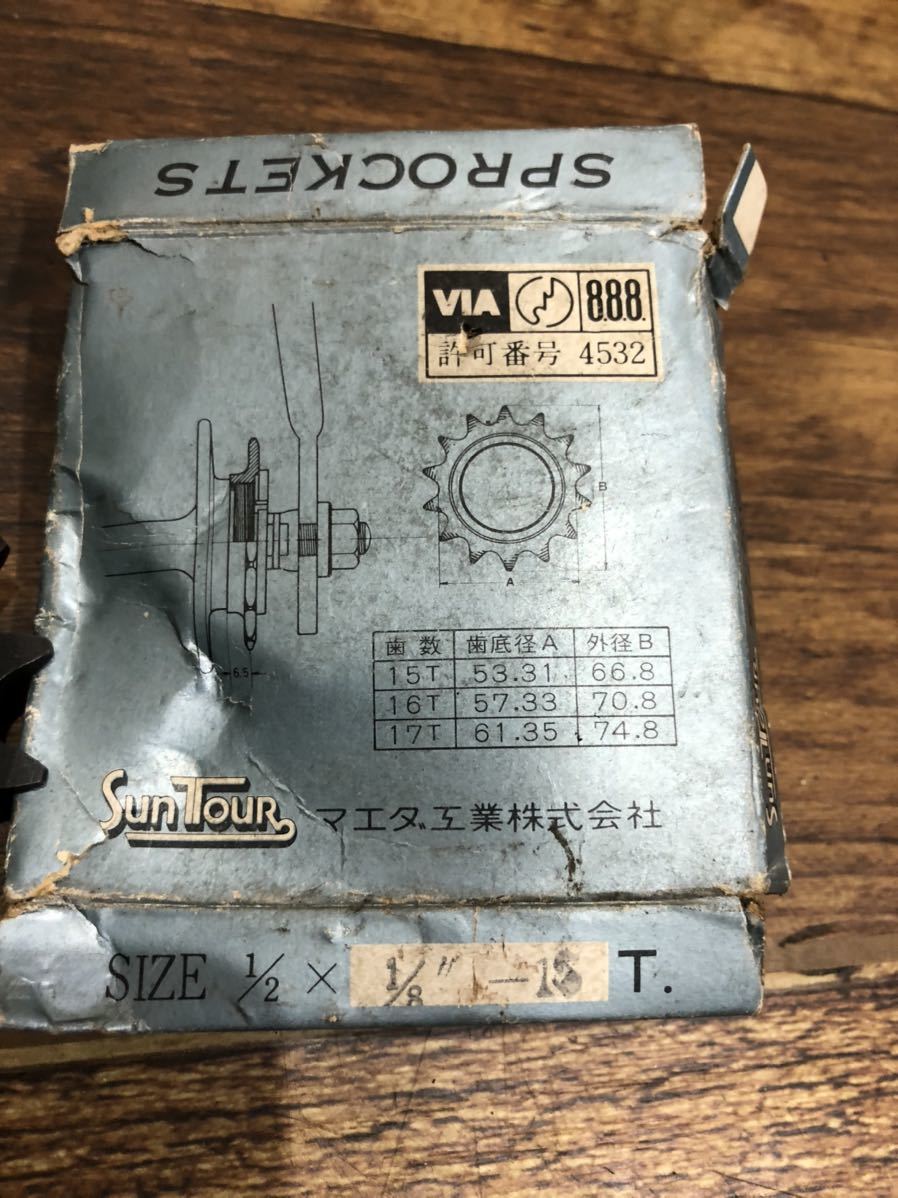 SPROCKETS
VIA 8.8.8.
許可番号 4532
B
A
6.5
歯数 歯底径A 外径B
15T 53.31 66.8
16T 57.33 70.8
17T 61.35 74.8
SunTour マエダ工業株式会社
SunTour
SIZE 1/2 × 1/8" — T.